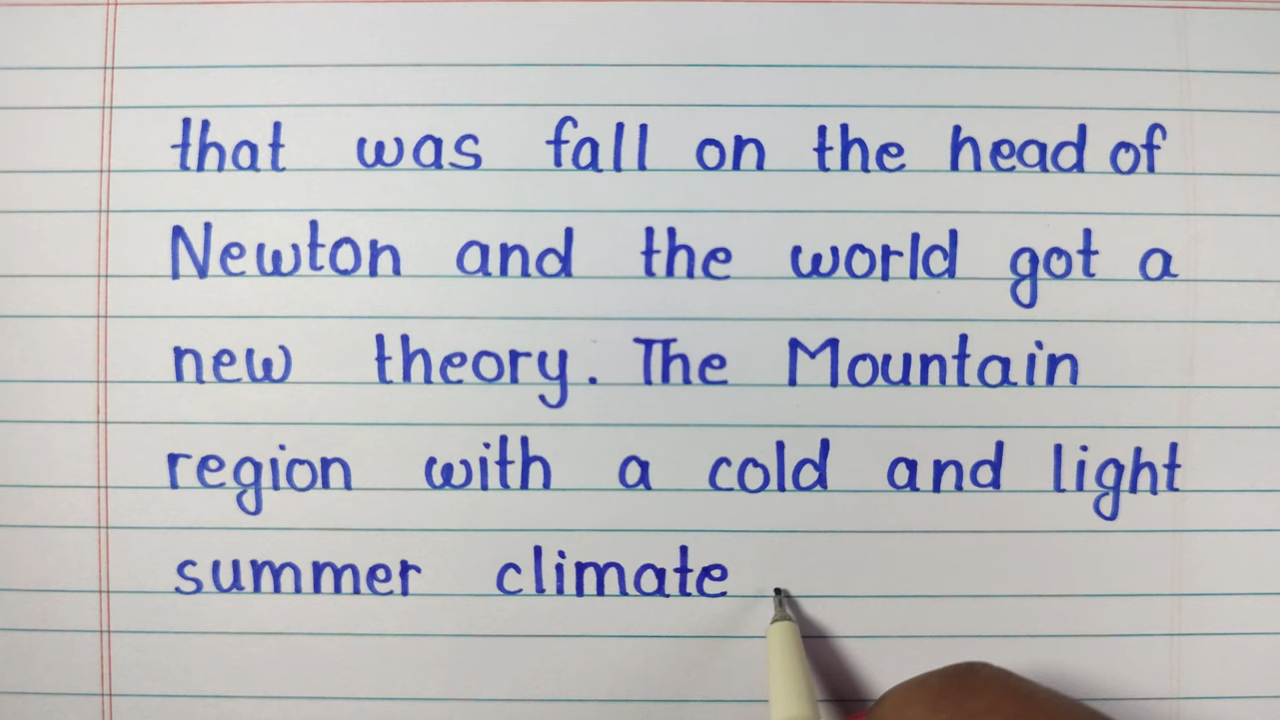 that was fall on the head of
Newton and the world got a
new theory. The Mountain
region with a cold and light
summer climate